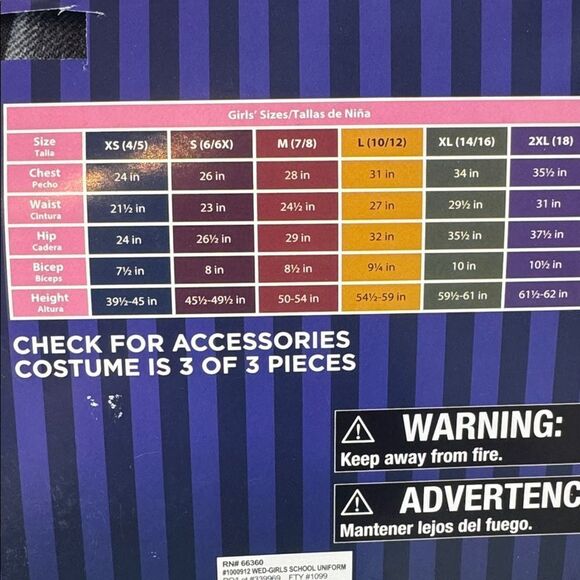 Girls' Sizes/Tallas de Niña
Size XS (4/5) S (6/6X) M (7/8) L (10/12) XL (14/16) 2XL (18)
Talla
Chest 24 in 26 in 28 in 31 in 34 in 35½ in
Pecho
Waist 21½ in 23 in 24½ in 27 in 29½ in 31 in
Cintura
Hip 24 in 26½ in 29 in 32 in 35½ in 37½ in
Cadera
Bicep 7½ in 8 in 8½ in 9¼ in 10 in 10½ in
Bíceps
Height 39½-45 in 45½-49½ in 50-54 in 54½-59 in 59½-61 in 61½-62 in
Altura
CHECK FOR ACCESSORIES
COSTUME IS 3 OF 3 PIECES
WARNING:
Keep away from fire.
ADVERTENC
Mantener lejos del fuego.
RN# 66360
#1000912 WED-GIRLS SCHOOL UNIFORM
#339969 FTY #1099